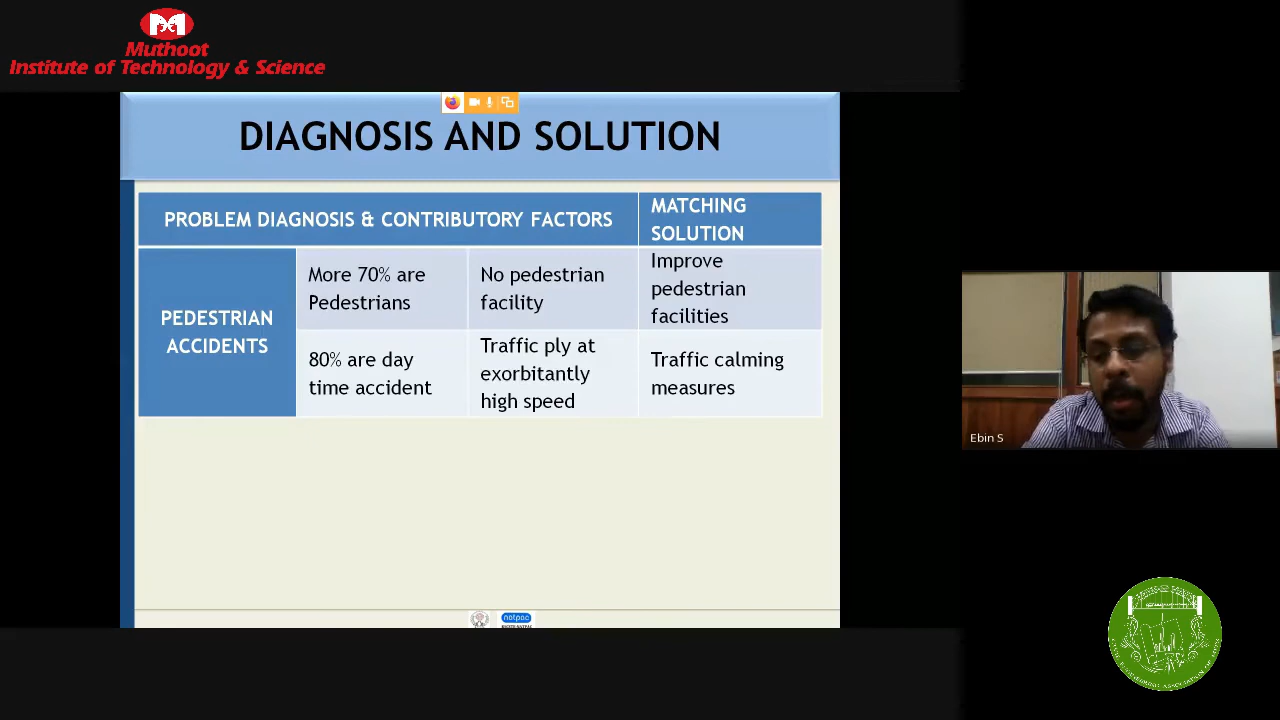 Muthoot
Institute of Technology & Science
DIAGNOSIS AND SOLUTION
PROBLEM DIAGNOSIS & CONTRIBUTORY FACTORS
MATCHING
SOLUTION
PEDESTRIAN
ACCIDENTS
More 70% are
Pedestrians
No pedestrian
facility
Improve
pedestrian
facilities
80% are day
time accident
Traffic ply at
exorbitantly
high speed
Traffic calming
measures
natpac
Ebin S